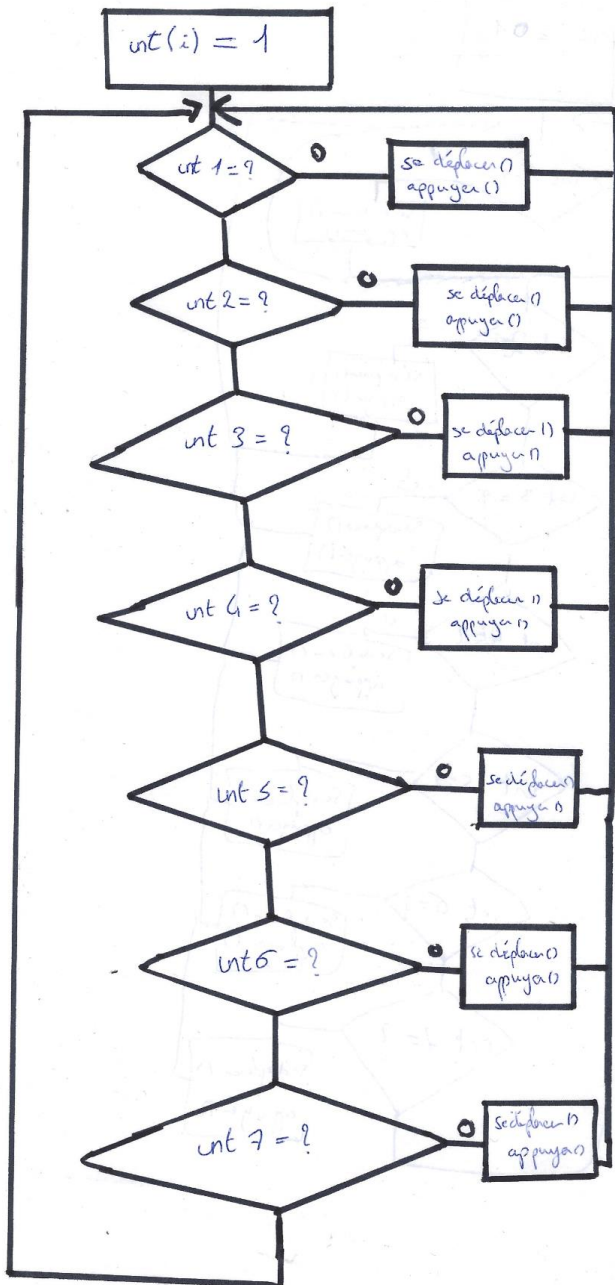 int(i) = 1
int 1 = ?
0
se déplacer()
appuyer()
int 2 = ?
0
se déplacer()
appuyer()
int 3 = ?
0
se déplacer()
appuyer()
int 4 = ?
0
se déplacer()
appuyer()
int 5 = ?
0
se déplacer()
appuyer()
int 6 = ?
0
se déplacer()
appuyer()
int 7 = ?
0
se déplacer()
appuyer()